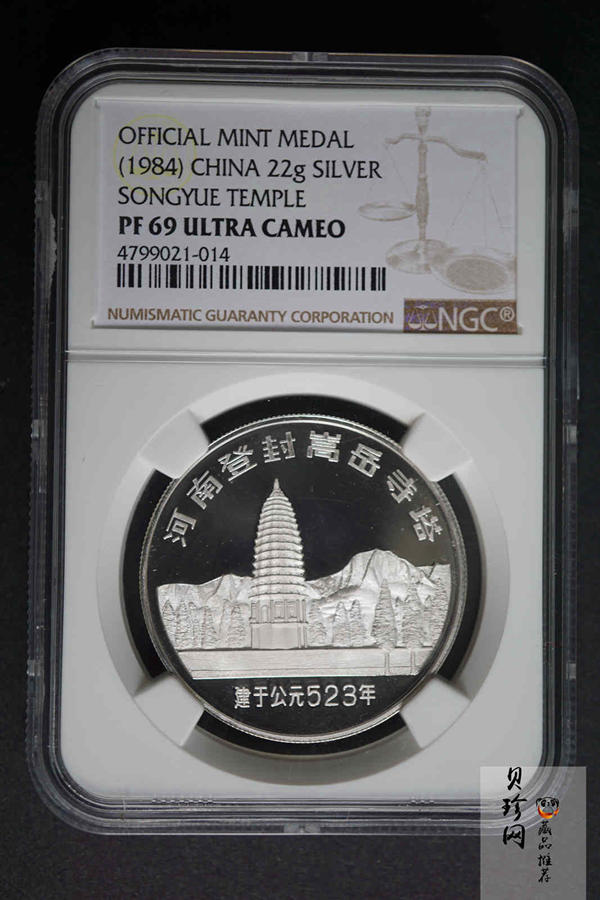 OFFICIAL MINT MEDAL
(1984) CHINA 22g SILVER
SONGYUE TEMPLE
PF 69 ULTRA CAMEO
4799021-014
NUMISMATIC GUARANTY CORPORATION
NGC®
河南登封嵩岳寺塔
建于公元523年
贝珍网
藏品推荐